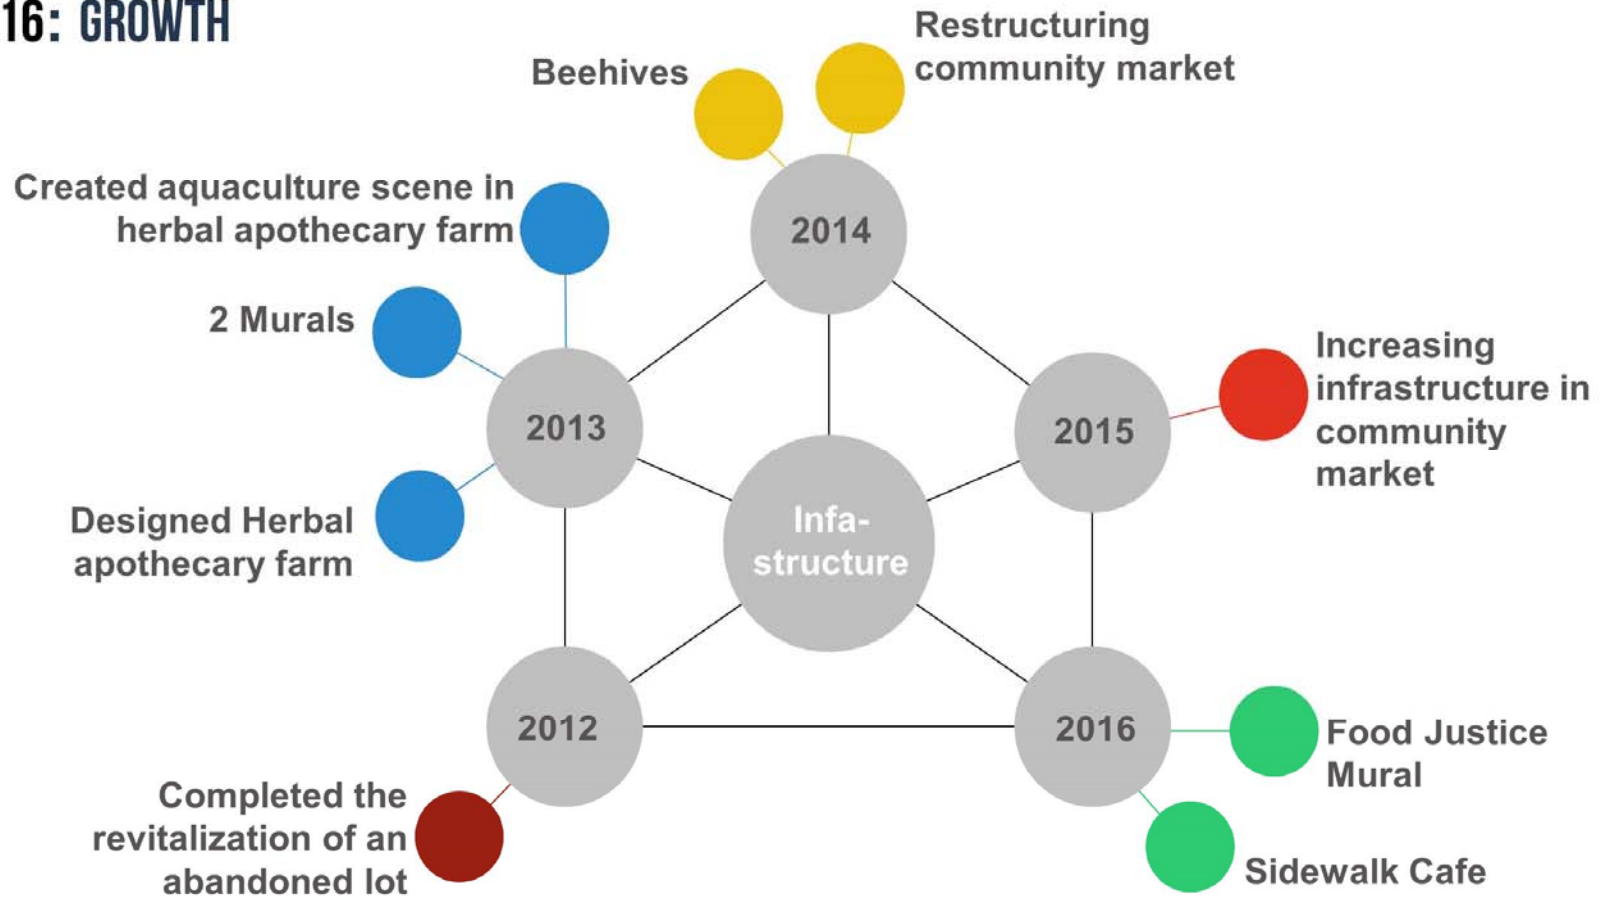 16: GROWTH
Restructuring
community market
Beehives
Created aquaculture scene in
herbal apothecary farm
2014
2 Murals
Increasing
infrastructure in
community
market
2013
2015
Designed Herbal
apothecary farm
Infa-
structure
2012
2016
Food Justice
Mural
Completed the
revitalization of an
abandoned lot
Sidewalk Cafe